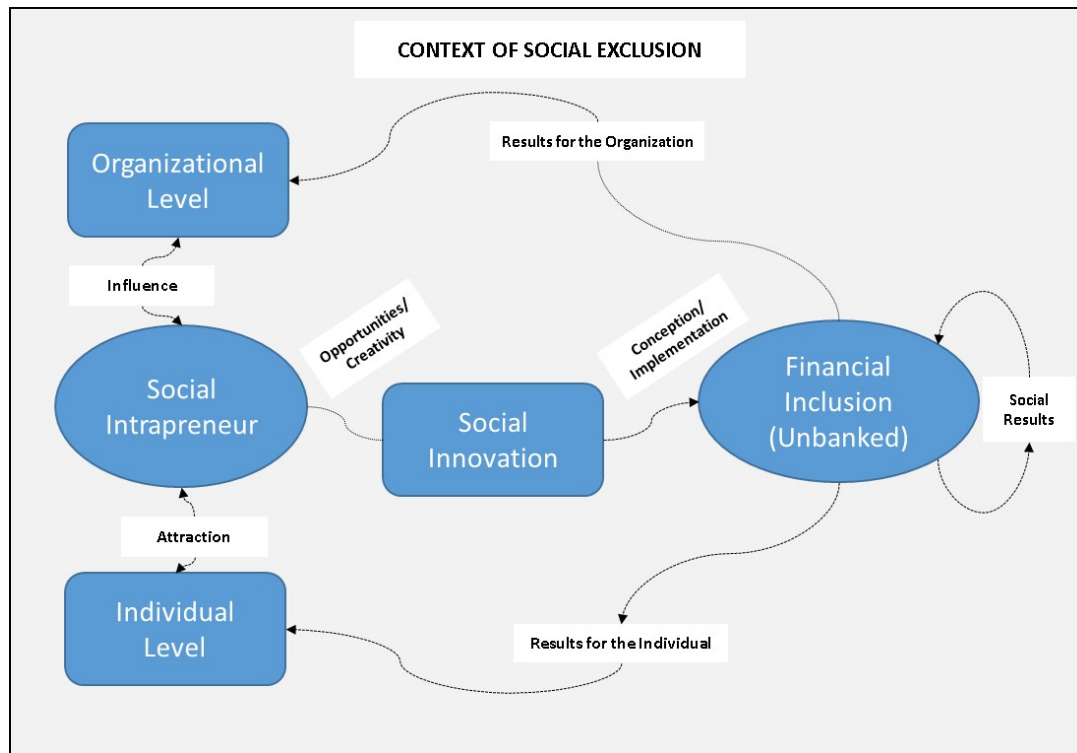 CONTEXT OF SOCIAL EXCLUSION
Results for the Organization
Organizational
Level
Influence
Opportunities/
Creativity
Conception/
Implementation
Social
Intrapreneur
Social
Innovation
Financial
Inclusion
(Unbanked)
Social
Results
Attraction
Individual
Level
Results for the Individual